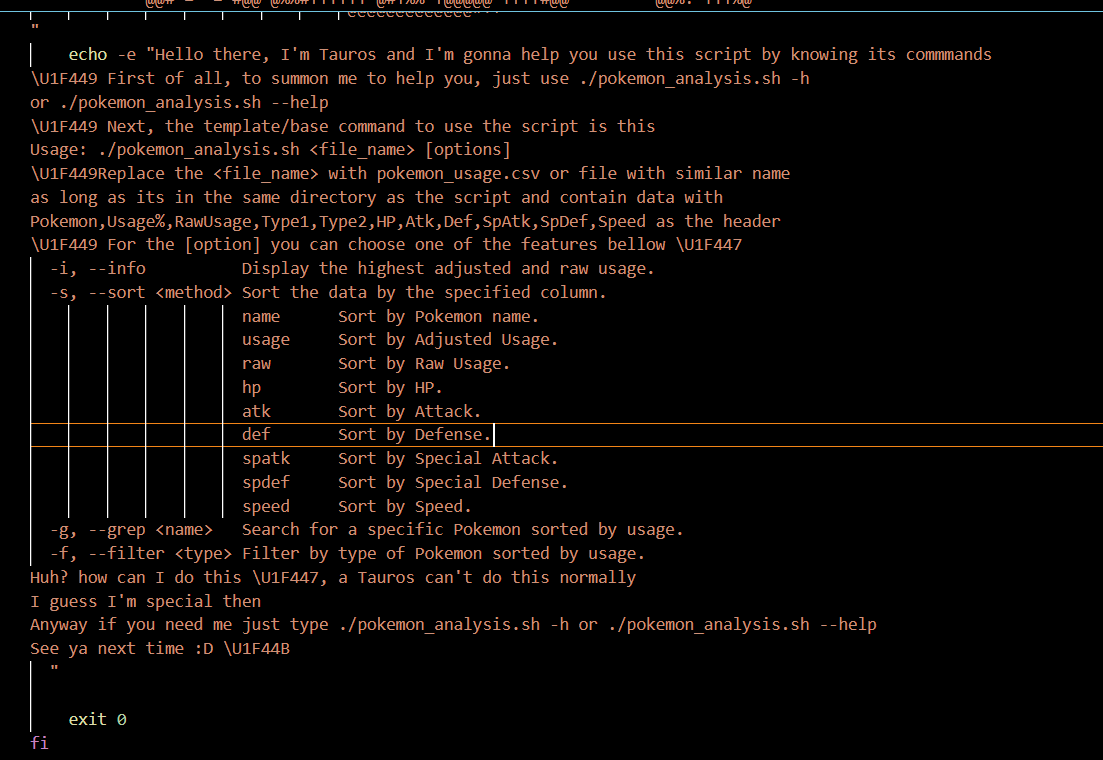 "
echo -e "Hello there, I'm Tauros and I'm gonna help you use this script by knowing its commmands
\U1F449 First of all, to summon me to help you, just use ./pokemon_analysis.sh -h
or ./pokemon_analysis.sh --help
\U1F449 Next, the template/base command to use the script is this
Usage: ./pokemon_analysis.sh <file_name> [options]
\U1F449Replace the <file_name> with pokemon_usage.csv or file with similar name
as long as its in the same directory as the script and contain data with
Pokemon,Usage%,RawUsage,Type1,Type2,HP,Atk,Def,SpAtk,SpDef,Speed as the header
\U1F449 For the [option] you can choose one of the features bellow \U1F447
-i, --info          Display the highest adjusted and raw usage.
-s, --sort <method> Sort the data by the specified column.
name      Sort by Pokemon name.
usage     Sort by Adjusted Usage.
raw       Sort by Raw Usage.
hp        Sort by HP.
atk       Sort by Attack.
def       Sort by Defense.
spatk     Sort by Special Attack.
spdef     Sort by Special Defense.
speed     Sort by Speed.
-g, --grep <name>   Search for a specific Pokemon sorted by usage.
-f, --filter <type> Filter by type of Pokemon sorted by usage.
Huh? how can I do this \U1F447, a Tauros can't do this normally
I guess I'm special then
Anyway if you need me just type ./pokemon_analysis.sh -h or ./pokemon_analysis.sh --help
See ya next time :D \U1F44B
"
exit 0
fi